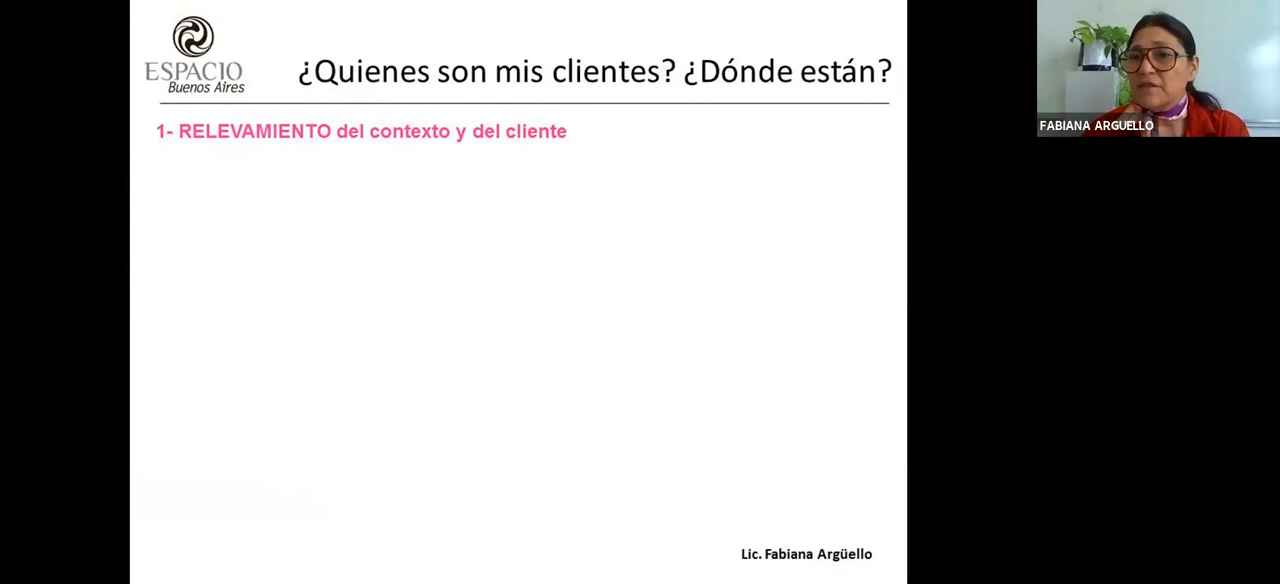 ESPACIO
Buenos Aires
¿Quienes son mis clientes? ¿Dónde están?
1- RELEVAMIENTO del contexto y del cliente
FABIANA ARGUELLO
Lic. Fabiana Argüello